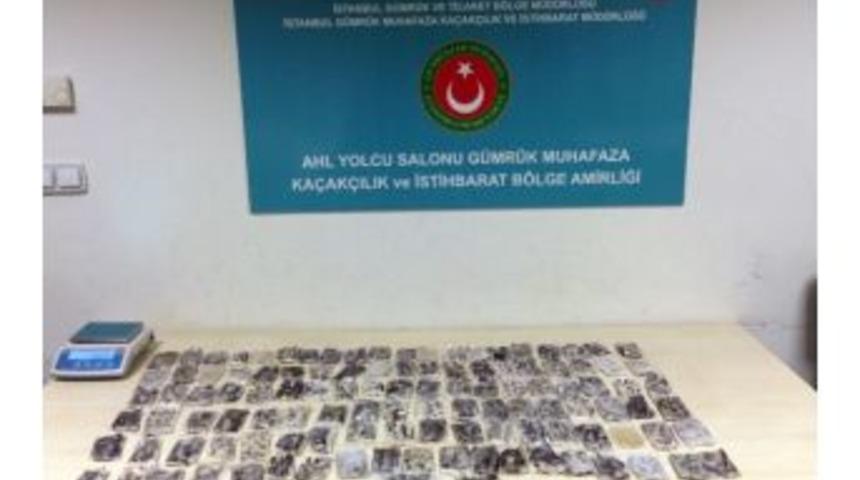 İSTANBUL GÜMRÜK VE TİCARET BÖLGE MÜDÜRLÜĞÜ
İSTANBUL GÜMRÜK MUHAFAZA KAÇAKÇILIK VE İSTİHBARAT MÜDÜRLÜĞÜ
AHL YOLCU SALONU GÜMRÜK MUHAFAZA
KAÇAKÇILIK ve İSTİHBARAT BÖLGE AMİRLİĞİ